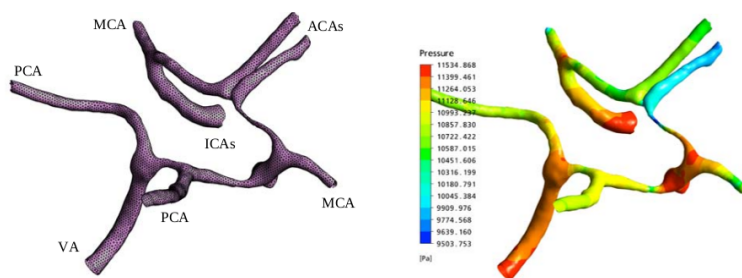 MCA
ACAs
PCA
ICAs
MCA
PCA
VA
Pressure
11534.868
11399.461
11264.053
11128.646
10993.237
10857.830
10722.422
10587.015
10451.606
10316.199
10180.791
10045.384
9909.976
9774.568
9639.160
9503.753
[Pa]